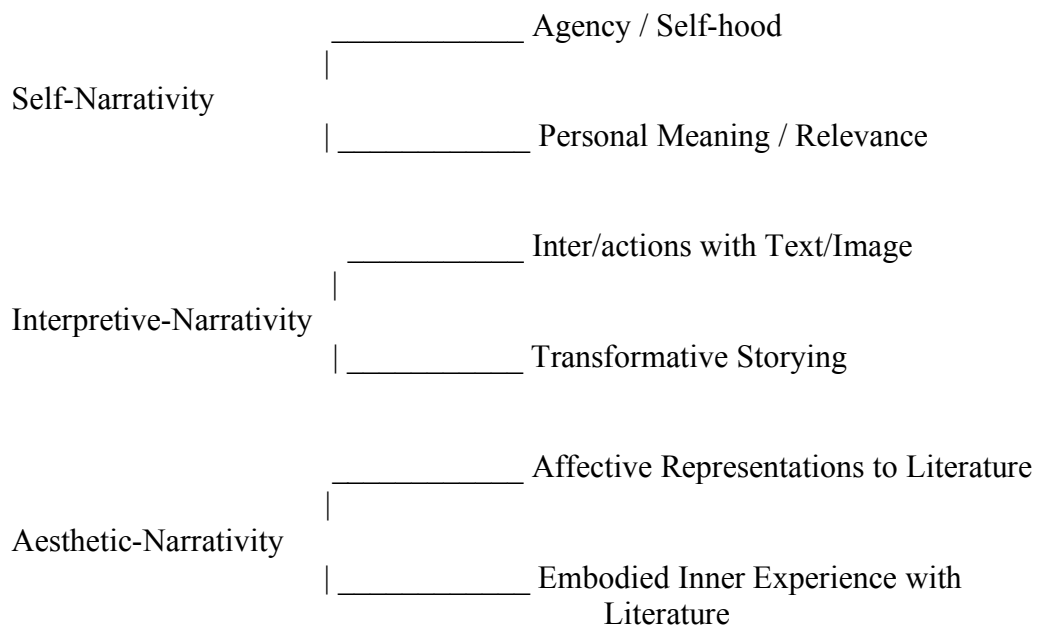 Agency / Self-hood
Self-Narrativity
Personal Meaning / Relevance
Inter/actions with Text/Image
Interpretive-Narrativity
Transformative Storying
Affective Representations to Literature
Aesthetic-Narrativity
Embodied Inner Experience with
Literature